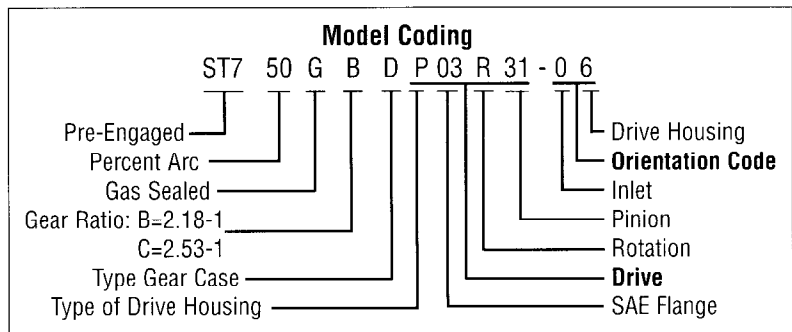 Model Coding
ST7 50 G B D P 03 R 31 - 0 6
Pre-Engaged
Percent Arc
Gas Sealed
Gear Ratio: B=2.18-1
C=2.53-1
Type Gear Case
Type of Drive Housing
Drive Housing
Orientation Code
Inlet
Pinion
Rotation
Drive
SAE Flange